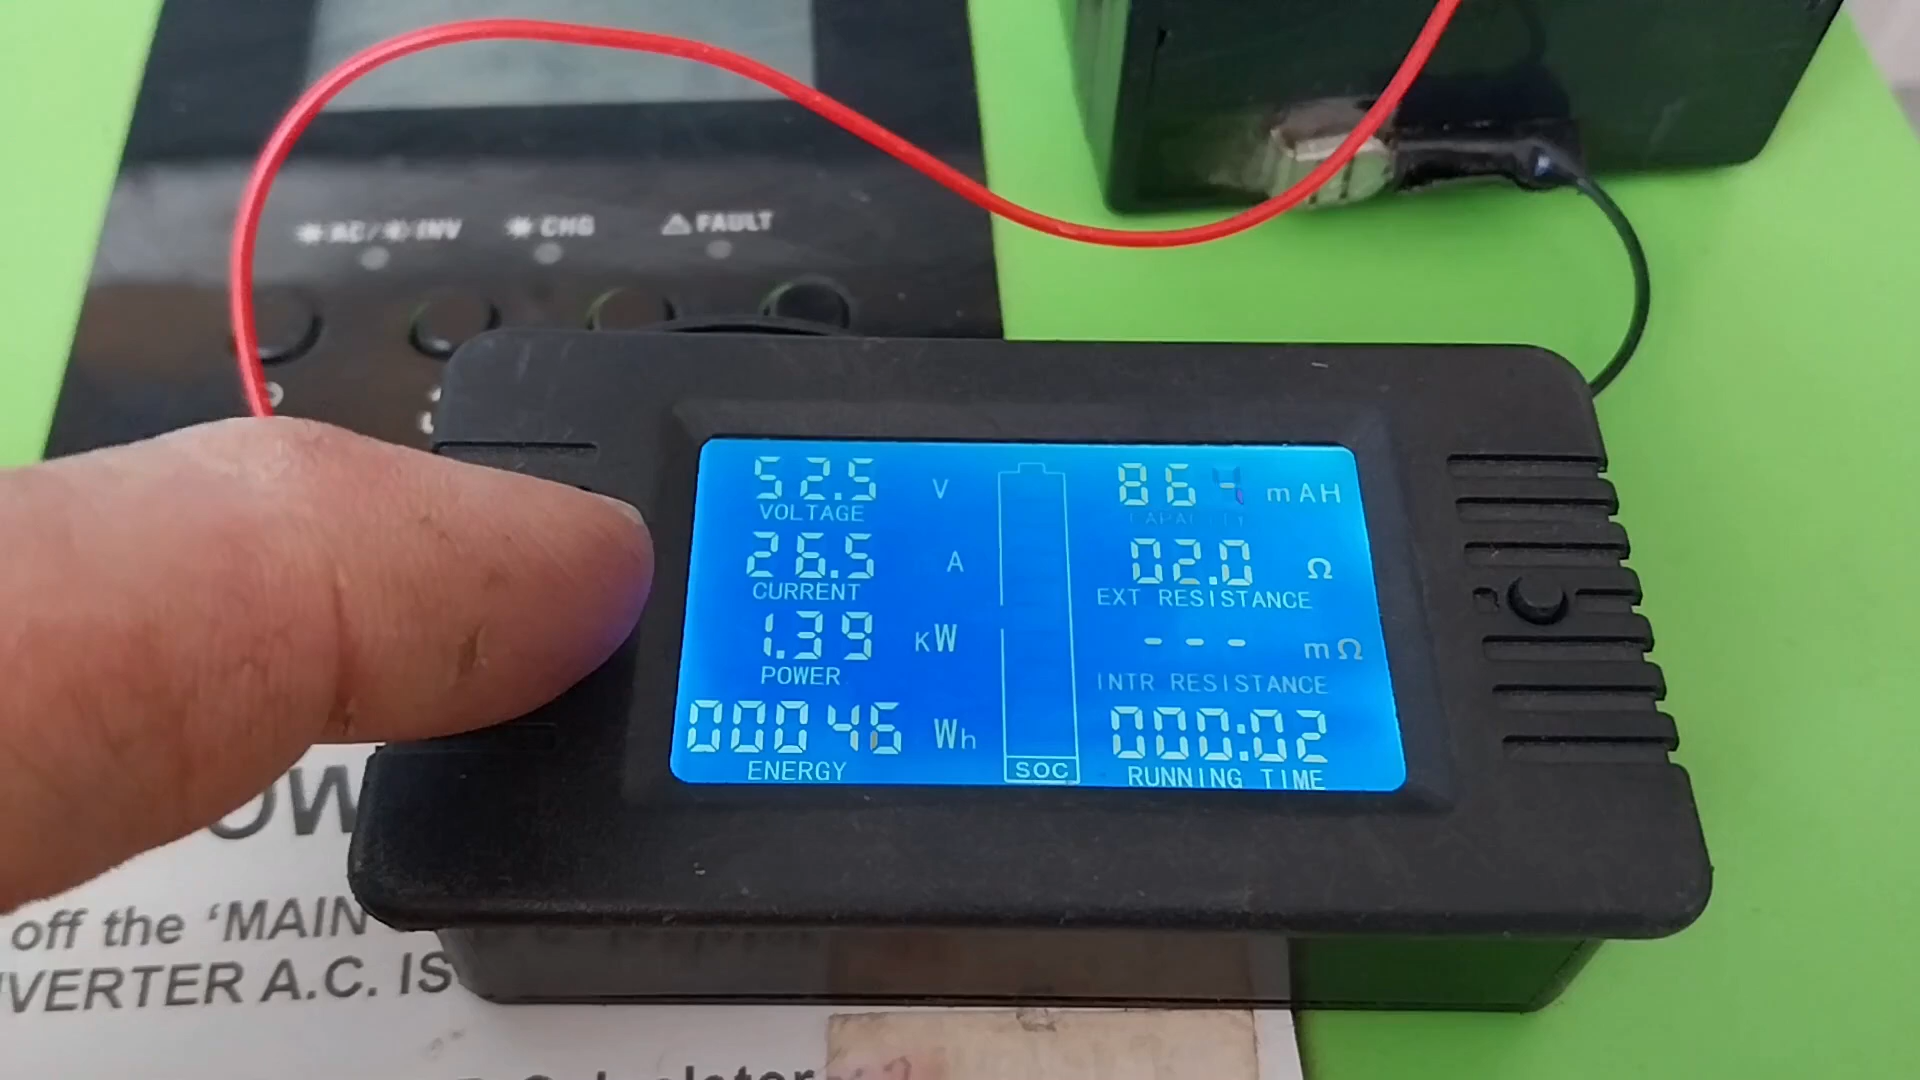 AC/ INV CHG FAULT
52.5 V
VOLTAGE
26.5 A
CURRENT
1.39 KW
POWER
00046 Wh
ENERGY
SOC
864 mAH
CAPACITY
02.0 Ω
EXT RESISTANCE
--- mΩ
INTR RESISTANCE
000:02
RUNNING TIME
OW
off the ‘MAIN
VERTER A.C. IS